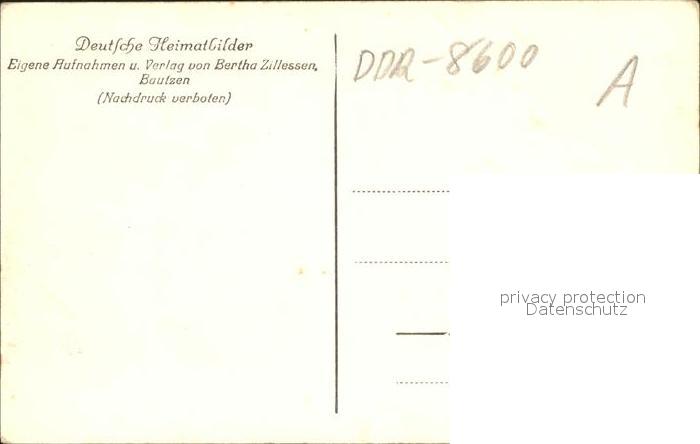 Deutsche Heimatbilder
Eigene Aufnahmen u. Verlag von Bertha Zillessen,
Bautzen
(Nachdruck verboten)
DDR-8600
A
privacy protection
Datenschutz